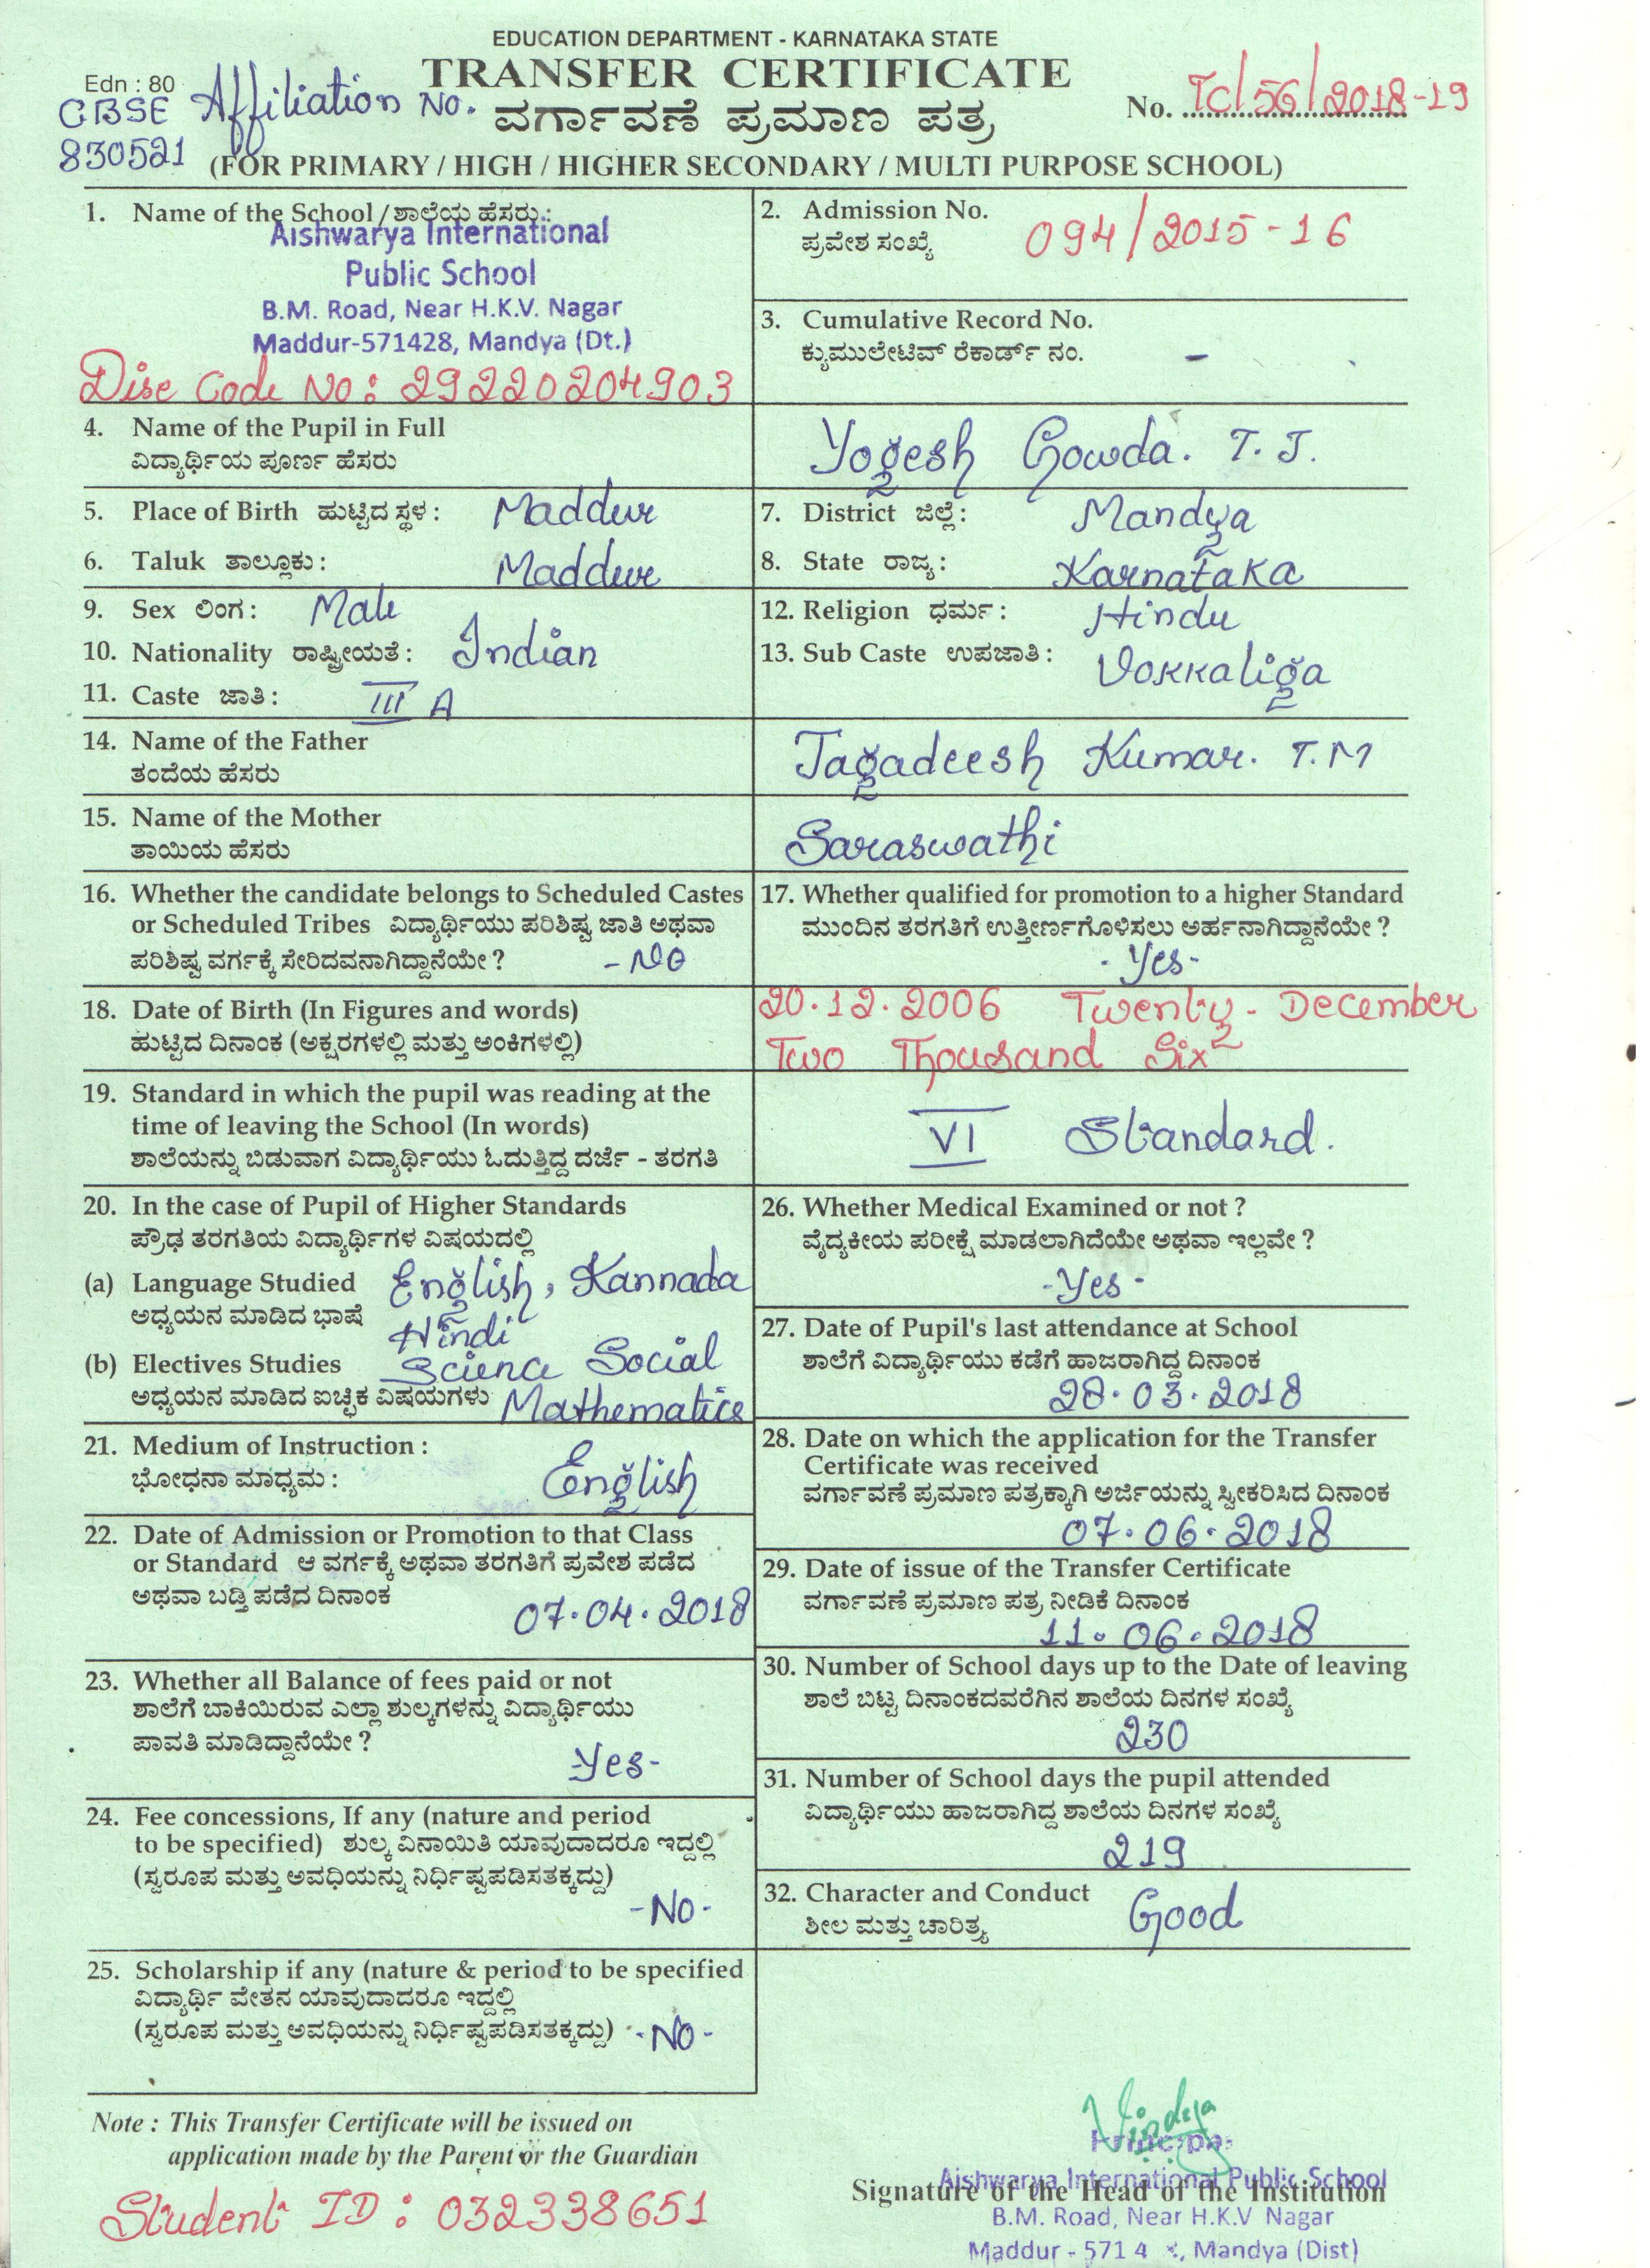 EDUCATION DEPARTMENT - KARNATAKA STATE
Edn : 80
TRANSFER CERTIFICATE
CBSE Affiliation No.
830521
ವರ್ಗಾವಣೆ ಪ್ರಮಾಣ ಪತ್ರ
No. TC/56/2018-19
(FOR PRIMARY / HIGH / HIGHER SECONDARY / MULTI PURPOSE SCHOOL)
1. Name of the School/ಶಾಲೆಯ ಹೆಸರು :
Aishwarya International
Public School
B.M. Road, Near H.K.V. Nagar
Maddur-571428, Mandya (Dt.)
Dise Code No: 29220204903
2. Admission No.
ಪ್ರವೇಶ ಸಂಖ್ಯೆ 094/2015-16
3. Cumulative Record No.
ಕ್ಯುಮುಲೇಟಿವ್ ರೆಕಾರ್ಡ್ ನಂ. -
4. Name of the Pupil in Full
ವಿದ್ಯಾರ್ಥಿಯ ಪೂರ್ಣ ಹೆಸರು
Yogesh Gowda. T. J.
5. Place of Birth ಹುಟ್ಟಿದ ಸ್ಥಳ : Maddur
6. Taluk ತಾಲ್ಲೂಕು : Maddur
7. District ಜಿಲ್ಲೆ : Mandya
8. State ರಾಜ್ಯ : Karnataka
9. Sex ಲಿಂಗ : Male
10. Nationality ರಾಷ್ಟ್ರೀಯತೆ : Indian
11. Caste ಜಾತಿ : III A
12. Religion ಧರ್ಮ : Hindu
13. Sub Caste ಉಪಜಾತಿ : Vokkaliga
14. Name of the Father
ತಂದೆಯ ಹೆಸರು
Jagadeesh Kumar. T.M
15. Name of the Mother
ತಾಯಿಯ ಹೆಸರು
Saraswathi
16. Whether the candidate belongs to Scheduled Castes
or Scheduled Tribes ವಿದ್ಯಾರ್ಥಿಯು ಪರಿಶಿಷ್ಟ ಜಾತಿ ಅಥವಾ
ಪರಿಶಿಷ್ಟ ವರ್ಗಕ್ಕೆ ಸೇರಿದವನಾಗಿದ್ದಾನೆಯೇ ? - No
17. Whether qualified for promotion to a higher Standard
ಮುಂದಿನ ತರಗತಿಗೆ ಉತ್ತೀರ್ಣಗೊಳಿಸಲು ಅರ್ಹನಾಗಿದ್ದಾನೆಯೇ ?
- Yes-
18. Date of Birth (In Figures and words)
ಹುಟ್ಟಿದ ದಿನಾಂಕ (ಅಕ್ಷರಗಳಲ್ಲಿ ಮತ್ತು ಅಂಕಿಗಳಲ್ಲಿ)
20.12.2006 Twenty- December
Two Thousand Six
19. Standard in which the pupil was reading at the
time of leaving the School (In words)
ಶಾಲೆಯನ್ನು ಬಿಡುವಾಗ ವಿದ್ಯಾರ್ಥಿಯು ಓದುತ್ತಿದ್ದ ದರ್ಜೆ - ತರಗತಿ
VI Standard.
20. In the case of Pupil of Higher Standards
ಪ್ರೌಢ ತರಗತಿಯ ವಿದ್ಯಾರ್ಥಿಗಳ ವಿಷಯದಲ್ಲಿ
(a) Language Studied English, Kannada
ಅಧ್ಯಯನ ಮಾಡಿದ ಭಾಷೆ Hindi
(b) Electives Studies Science Social
ಅಧ್ಯಯನ ಮಾಡಿದ ಐಚ್ಛಿಕ ವಿಷಯಗಳು Mathematics
21. Medium of Instruction :
ಭೋಧನಾ ಮಾಧ್ಯಮ : English
22. Date of Admission or Promotion to that Class
or Standard ಆ ವರ್ಗಕ್ಕೆ ಅಥವಾ ತರಗತಿಗೆ ಪ್ರವೇಶ ಪಡೆದ
ಅಥವಾ ಬಡ್ತಿ ಪಡೆದ ದಿನಾಂಕ
07.04.2018
23. Whether all Balance of fees paid or not
ಶಾಲೆಗೆ ಬಾಕಿಯಿರುವ ಎಲ್ಲಾ ಶುಲ್ಕಗಳನ್ನು ವಿದ್ಯಾರ್ಥಿಯು
ಪಾವತಿ ಮಾಡಿದ್ದಾನೆಯೇ ?
-Yes-
24. Fee concessions, If any (nature and period
to be specified) ಶುಲ್ಕ ವಿನಾಯಿತಿ ಯಾವುದಾದರೂ ಇದ್ದಲ್ಲಿ
(ಸ್ವರೂಪ ಮತ್ತು ಅವಧಿಯನ್ನು ನಿರ್ಧಿಷ್ಟಪಡಿಸತಕ್ಕದ್ದು)
-No-
25. Scholarship if any (nature & period to be specified
ವಿದ್ಯಾರ್ಥಿ ವೇತನ ಯಾವುದಾದರೂ ಇದ್ದಲ್ಲಿ
(ಸ್ವರೂಪ ಮತ್ತು ಅವಧಿಯನ್ನು ನಿರ್ಧಿಷ್ಟಪಡಿಸತಕ್ಕದ್ದು) -No-
26. Whether Medical Examined or not ?
ವೈದ್ಯಕೀಯ ಪರೀಕ್ಷೆ ಮಾಡಲಾಗಿದೆಯೇ ಅಥವಾ ಇಲ್ಲವೇ ?
-Yes-
27. Date of Pupil's last attendance at School
ಶಾಲೆಗೆ ವಿದ್ಯಾರ್ಥಿಯು ಕಡೆಗೆ ಹಾಜರಾಗಿದ್ದ ದಿನಾಂಕ
28.03.2018
28. Date on which the application for the Transfer
Certificate was received
ವರ್ಗಾವಣೆ ಪ್ರಮಾಣ ಪತ್ರಕ್ಕಾಗಿ ಅರ್ಜಿಯನ್ನು ಸ್ವೀಕರಿಸಿದ ದಿನಾಂಕ
07.06.2018
29. Date of issue of the Transfer Certificate
ವರ್ಗಾವಣೆ ಪ್ರಮಾಣ ಪತ್ರ ನೀಡಿಕೆ ದಿನಾಂಕ
11.06.2018
30. Number of School days up to the Date of leaving
ಶಾಲೆ ಬಿಟ್ಟ ದಿನಾಂಕದವರೆಗಿನ ಶಾಲೆಯ ದಿನಗಳ ಸಂಖ್ಯೆ
230
31. Number of School days the pupil attended
ವಿದ್ಯಾರ್ಥಿಯು ಹಾಜರಾಗಿದ್ದ ಶಾಲೆಯ ದಿನಗಳ ಸಂಖ್ಯೆ
219
32. Character and Conduct
ಶೀಲ ಮತ್ತು ಚಾರಿತ್ರ್ಯ Good
Note : This Transfer Certificate will be issued on
application made by the Parent or the Guardian
Student ID : 032338651
Aishwarya International Public School
Signature of the Head of the Institution
B.M. Road, Near H.K.V Nagar
Maddur - 571 4 , Mandya (Dist)